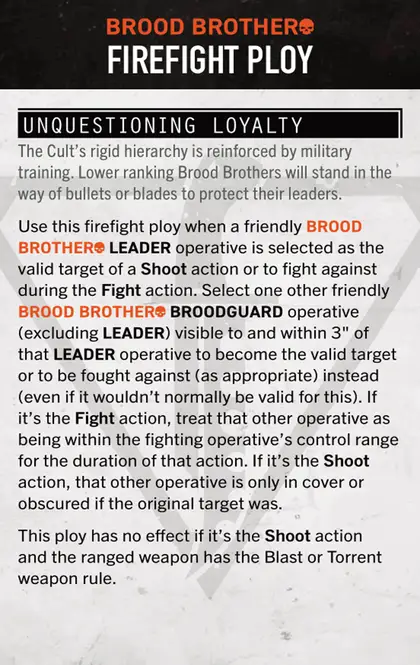 BROOD BROTHER
FIREFIGHT PLOY
UNQUESTIONING LOYALTY
The Cult's rigid hierarchy is reinforced by military
training. Lower ranking Brood Brothers will stand in the
way of bullets or blades to protect their leaders.
Use this firefight ploy when a friendly BROOD
BROTHER LEADER operative is selected as the
valid target of a Shoot action or to fight against
during the Fight action. Select one other friendly
BROOD BROTHER BROODGUARD operative
(excluding LEADER) visible to and within 3" of
that LEADER operative to become the valid target
or to be fought against (as appropriate) instead
(even if it wouldn't normally be valid for this). If
it's the Fight action, treat that other operative as
being within the fighting operative's control range
for the duration of that action. If it's the Shoot
action, that other operative is only in cover or
obscured if the original target was.
This ploy has no effect if it's the Shoot action
and the ranged weapon has the Blast or Torrent
weapon rule.